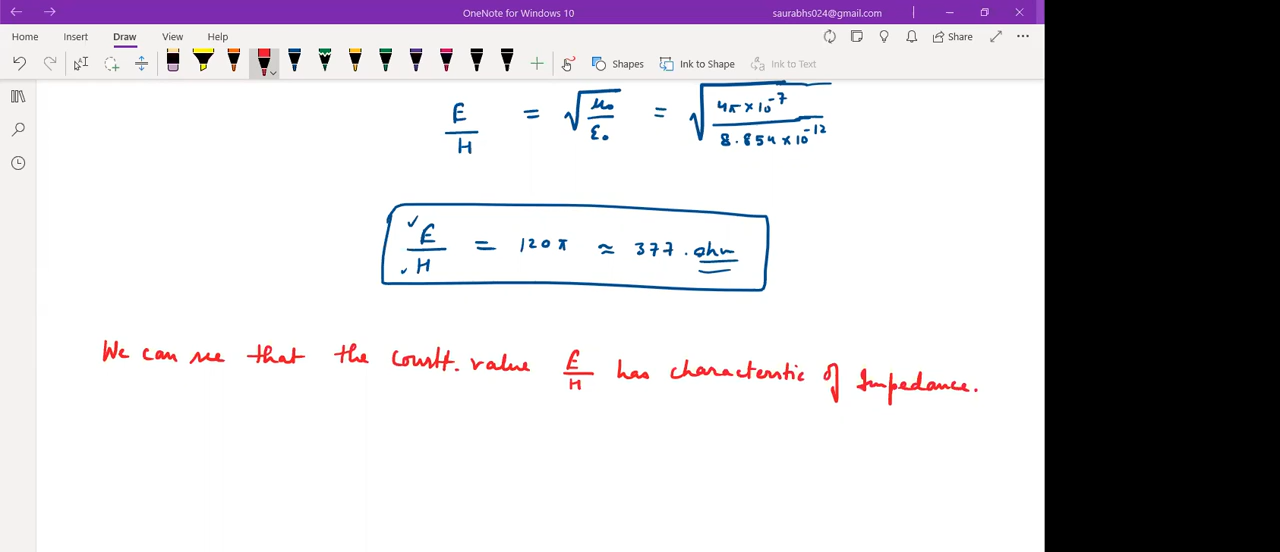 OneNote for Windows 10
saurabhs024@gmail.com
Home Insert Draw View Help
Share
Shapes Ink to Shape Ink to Text
E/H = √(μ₀/ε₀) = √(4π×10⁻⁷/8.854×10⁻¹²)
✓E/✓H = 120π ≈ 377. ohm
We can see that the constt. value E/H has characteristic of Impedance.